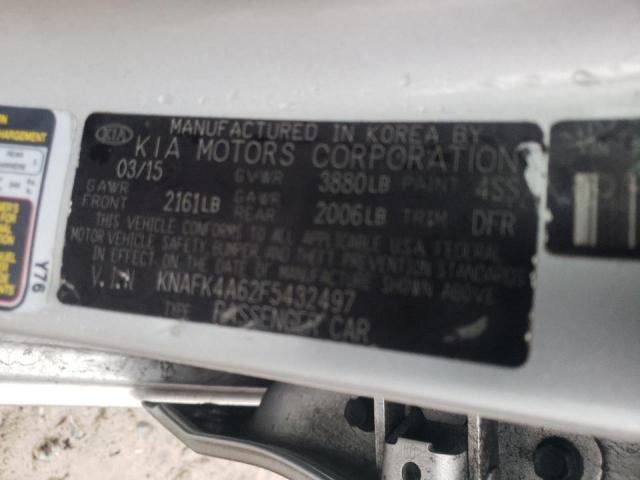 HARGEMENT
Y76
KIA
MANUFACTURED IN KOREA BY
KIA MOTORS CORPORATION
03/15 GVWR 3880LB PAINT 4SS
GAWR FRONT 2161LB GAWR REAR 2006LB TRIM DFR
THIS VEHICLE CONFORMS TO ALL APPLICABLE U.S.A FEDERAL
MOTOR VEHICLE SAFETY, BUMPER, AND THEFT PREVENTION STANDARDS
IN EFFECT ON THE DATE OF MANUFACTURE SHOWN ABOVE.
V.I.N KNAFK4A62F5432497
TYPE PASSENGER CAR